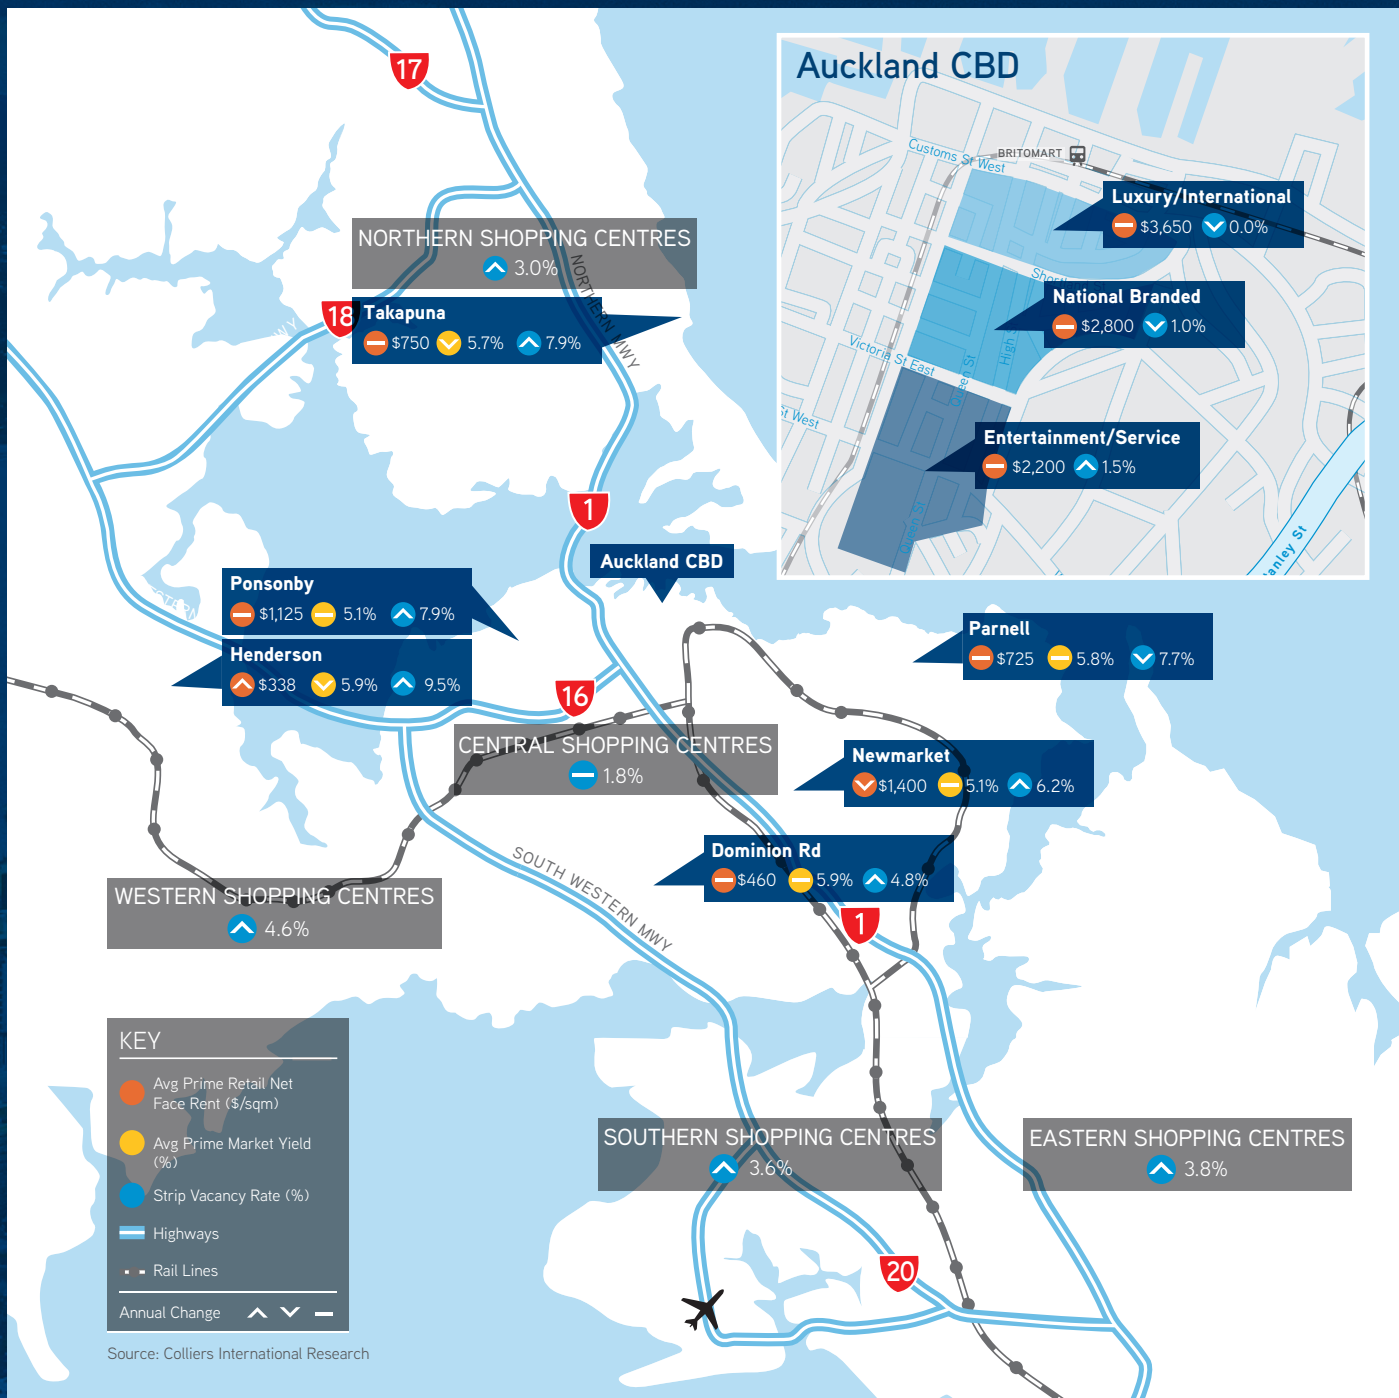 17
Auckland CBD
Customs St West
BRITOMART
Luxury/International
$3,650 0.0%
National Branded
$2,800 1.0%
High
Victoria St East
Queen St
St West
Entertainment/Service
$2,200 1.5%
Queen St
anley St
NORTHERN SHOPPING CENTRES
3.0%
NORTHERN MWY
18
WY
Takapuna
$750 5.7% 7.9%
1
Auckland CBD
Ponsonby
$1,125 5.1% 7.9%
Henderson
$338 5.9% 9.5%
Parnell
$725 5.8% 7.7%
16
CENTRAL SHOPPING CENTRES
1.8%
Newmarket
$1,400 5.1% 6.2%
Dominion Rd
$460 5.9% 4.8%
SOUTH WESTERN MWY
WESTERN SHOPPING CENTRES
4.6%
1
KEY
Avg Prime Retail Net
Face Rent ($/sqm)
Avg Prime Market Yield
(%)
Strip Vacancy Rate (%)
Highways
Rail Lines
Annual Change
Source: Colliers International Research
SOUTHERN SHOPPING CENTRES
3.6%
EASTERN SHOPPING CENTRES
3.8%
20